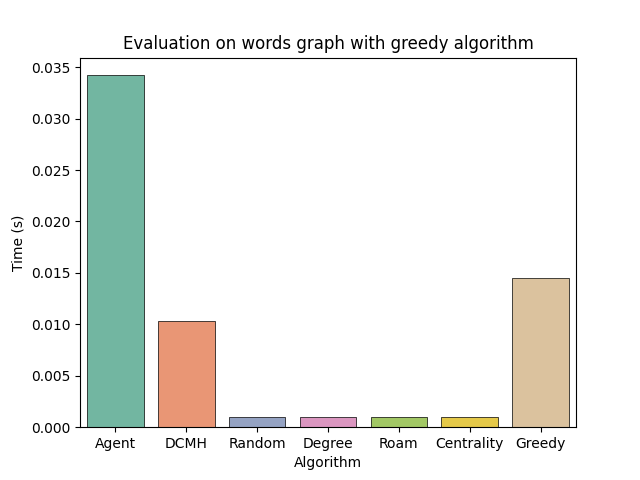 Evaluation on words graph with greedy algorithm
Time (s)
0.035
0.030
0.025
0.020
0.015
0.010
0.005
0.000
Agent DCMH Random Degree Roam Centrality Greedy
Algorithm